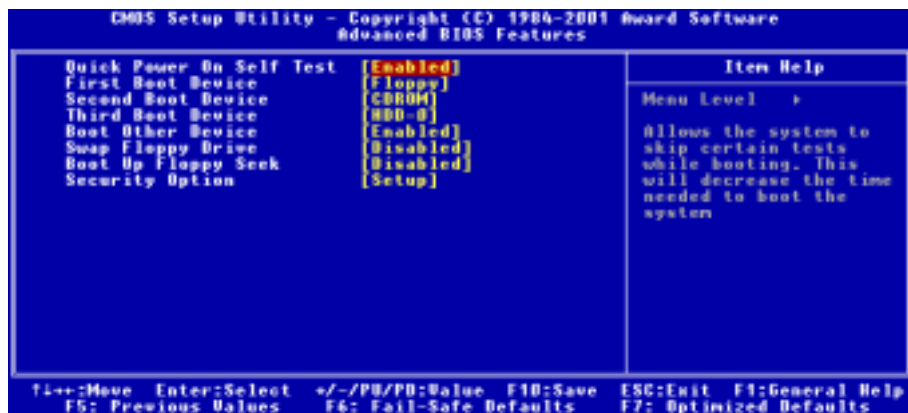 CMOS Setup Utility - Copyright (C) 1984-2001 Award Software
Advanced BIOS Features
Quick Power On Self Test [Enabled]
First Boot Device [Floppy]
Second Boot Device [CDROM]
Third Boot Device [HDD-0]
Boot Other Device [Enabled]
Swap Floppy Drive [Disabled]
Boot Up Floppy Seek [Disabled]
Security Option [Setup]
Item Help
Menu Level ▸
Allows the system to
skip certain tests
while booting. This
will decrease the time
needed to boot the
system
↑↓→←:Move Enter:Select +/-/PU/PD:Value F10:Save ESC:Exit F1:General Help
F5: Previous Values F6: Fail-Safe Defaults F7: Optimized Defaults